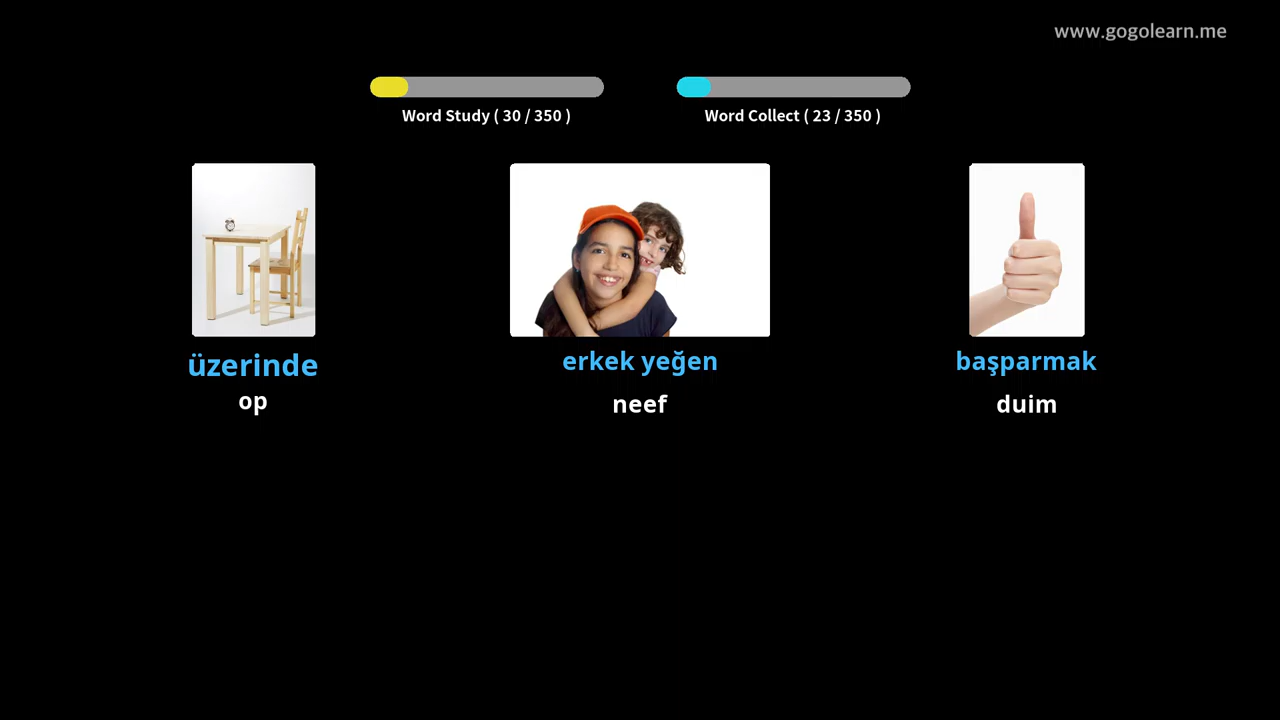 www.gogolearn.me
Word Study ( 30 / 350 )
Word Collect ( 23 / 350 )
üzerinde
op
erkek yeğen
neef
başparmak
duim